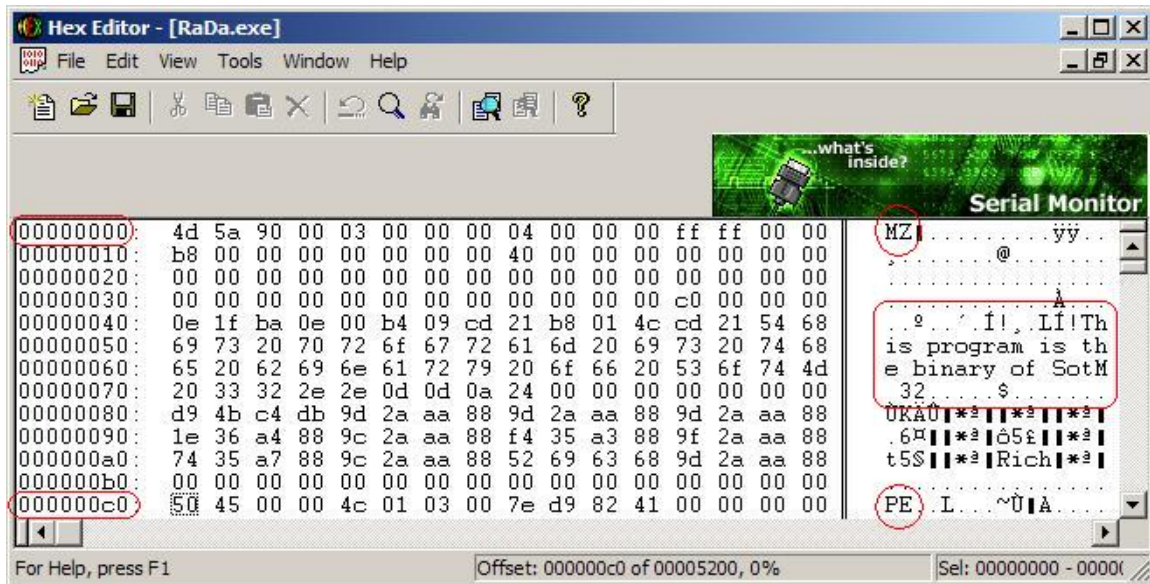 Hex Editor - [RaDa.exe]
File Edit View Tools Window Help
...what's
inside?
Serial Monitor
00000000: 4d 5a 90 00 03 00 00 00 04 00 00 00 ff ff 00 00 MZ▌.........ÿÿ..
00000010: b8 00 00 00 00 00 00 00 40 00 00 00 00 00 00 00 ¸.......@.......
00000020: 00 00 00 00 00 00 00 00 00 00 00 00 00 00 00 00 ................
00000030: 00 00 00 00 00 00 00 00 00 00 00 00 c0 00 00 00 ............À...
00000040: 0e 1f ba 0e 00 b4 09 cd 21 b8 01 4c cd 21 54 68 ..º..´.Í!¸.LÍ!Th
00000050: 69 73 20 70 72 6f 67 72 61 6d 20 69 73 20 74 68 is program is th
00000060: 65 20 62 69 6e 61 72 79 20 6f 66 20 53 6f 74 4d e binary of SotM
00000070: 20 33 32 2e 2e 0d 0d 0a 24 00 00 00 00 00 00 00 32.....$.......
00000080: d9 4b c4 db 9d 2a aa 88 9d 2a aa 88 9d 2a aa 88 ÙKÄÛ▌*ª▌▌*ª▌▌*ª▌
00000090: 1e 36 a4 88 9c 2a aa 88 f4 35 a3 88 9f 2a aa 88 .6¤▌▌*ª▌ô5£▌▌*ª▌
000000a0: 74 35 a7 88 9c 2a aa 88 52 69 63 68 9d 2a aa 88 t5§▌▌*ª▌Rich▌*ª▌
000000b0: 00 00 00 00 00 00 00 00 00 00 00 00 00 00 00 00 ................
000000c0: 50 45 00 00 4c 01 03 00 7e d9 82 41 00 00 00 00 PE..L...~Ù▌A....
For Help, press F1
Offset: 000000c0 of 00005200, 0%
Sel: 00000000 - 0000(